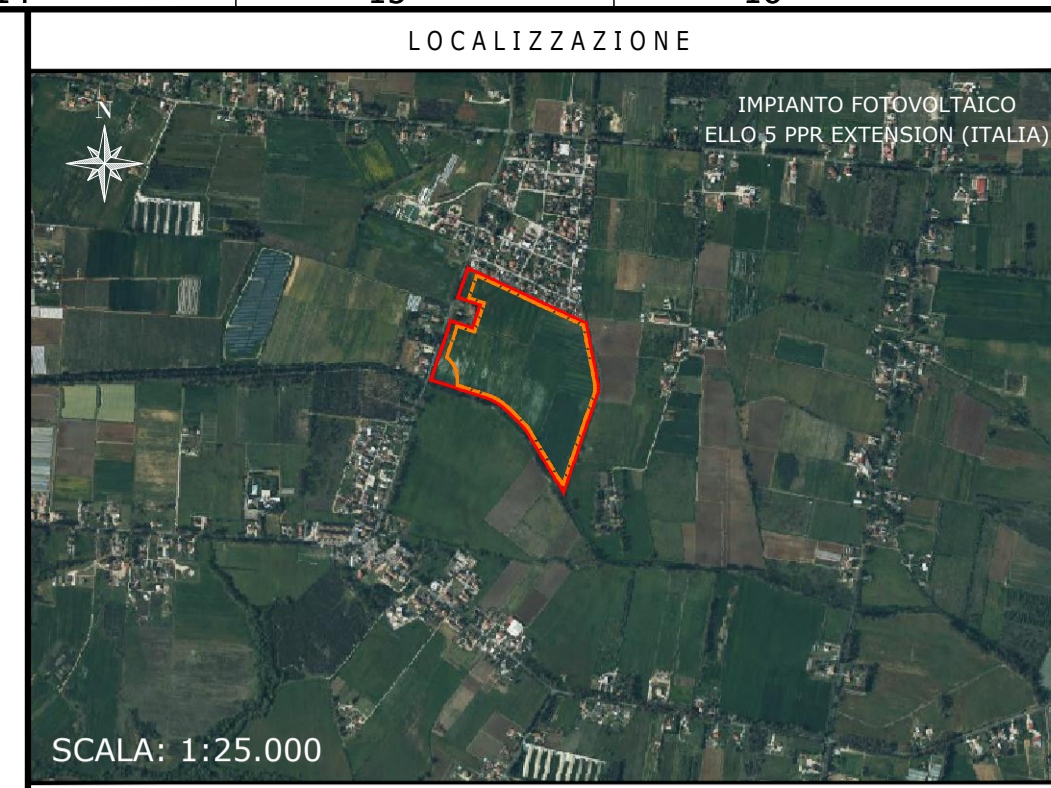 LOCALIZZAZIONE
N
IMPIANTO FOTOVOLTAICO
ELLO 5 PPR EXTENSION (ITALIA)
SCALA: 1:25.000